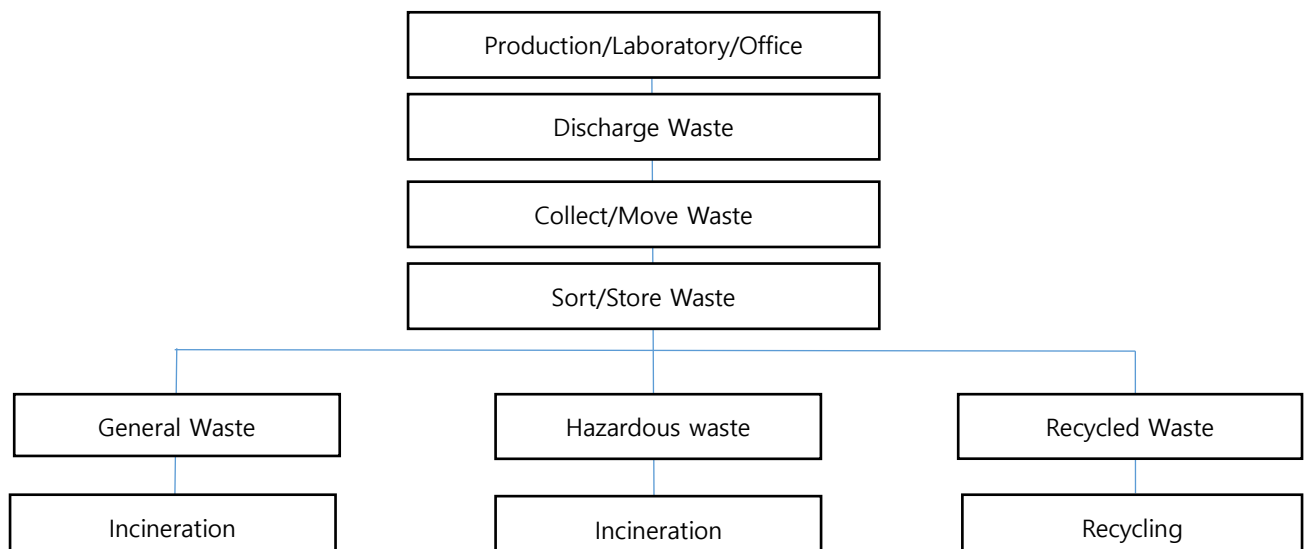 Production/Laboratory/Office
Discharge Waste
Collect/Move Waste
Sort/Store Waste
General Waste
Hazardous waste
Recycled Waste
Incineration
Incineration
Recycling